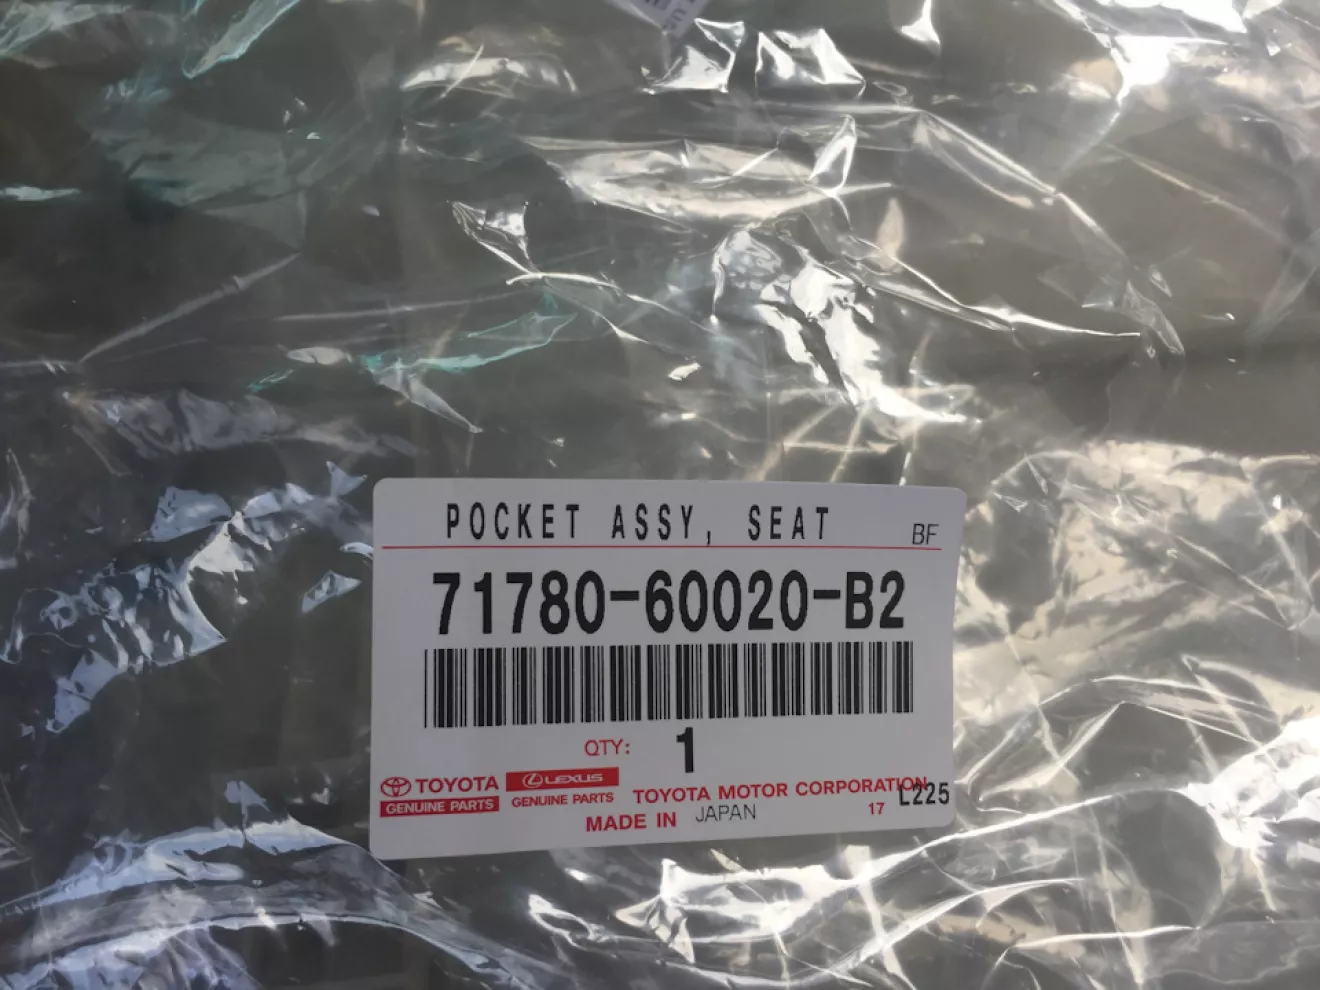 POCKET ASSY, SEAT BF
71780-60020-B2
QTY: 1
TOYOTA LEXUS
GENUINE PARTS GENUINE PARTS TOYOTA MOTOR CORPORATION
MADE IN JAPAN 17 L225